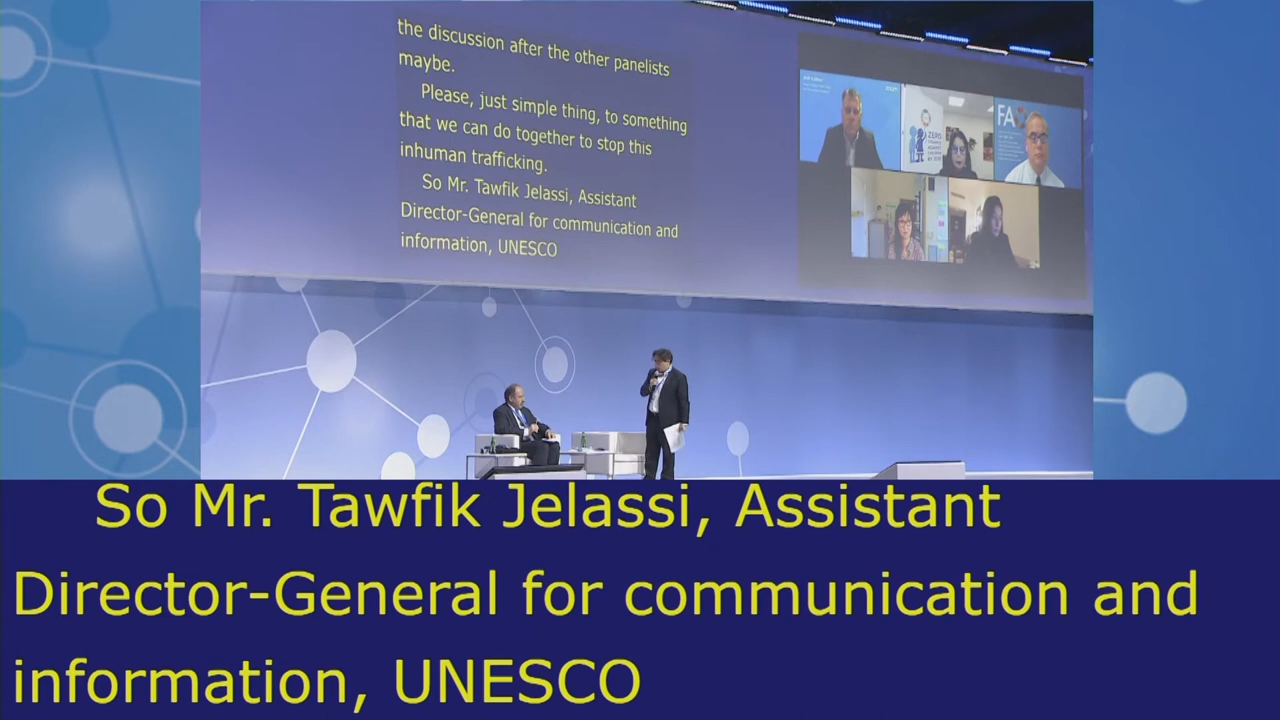 the discussion after the other panelists
maybe.
Please, just simple thing, to something
that we can do together to stop this
inhuman trafficking.
So Mr. Tawfik Jelassi, Assistant
Director-General for communication and
information, UNESCO
ZERO
FA
So Mr. Tawfik Jelassi, Assistant
Director-General for communication and
information, UNESCO